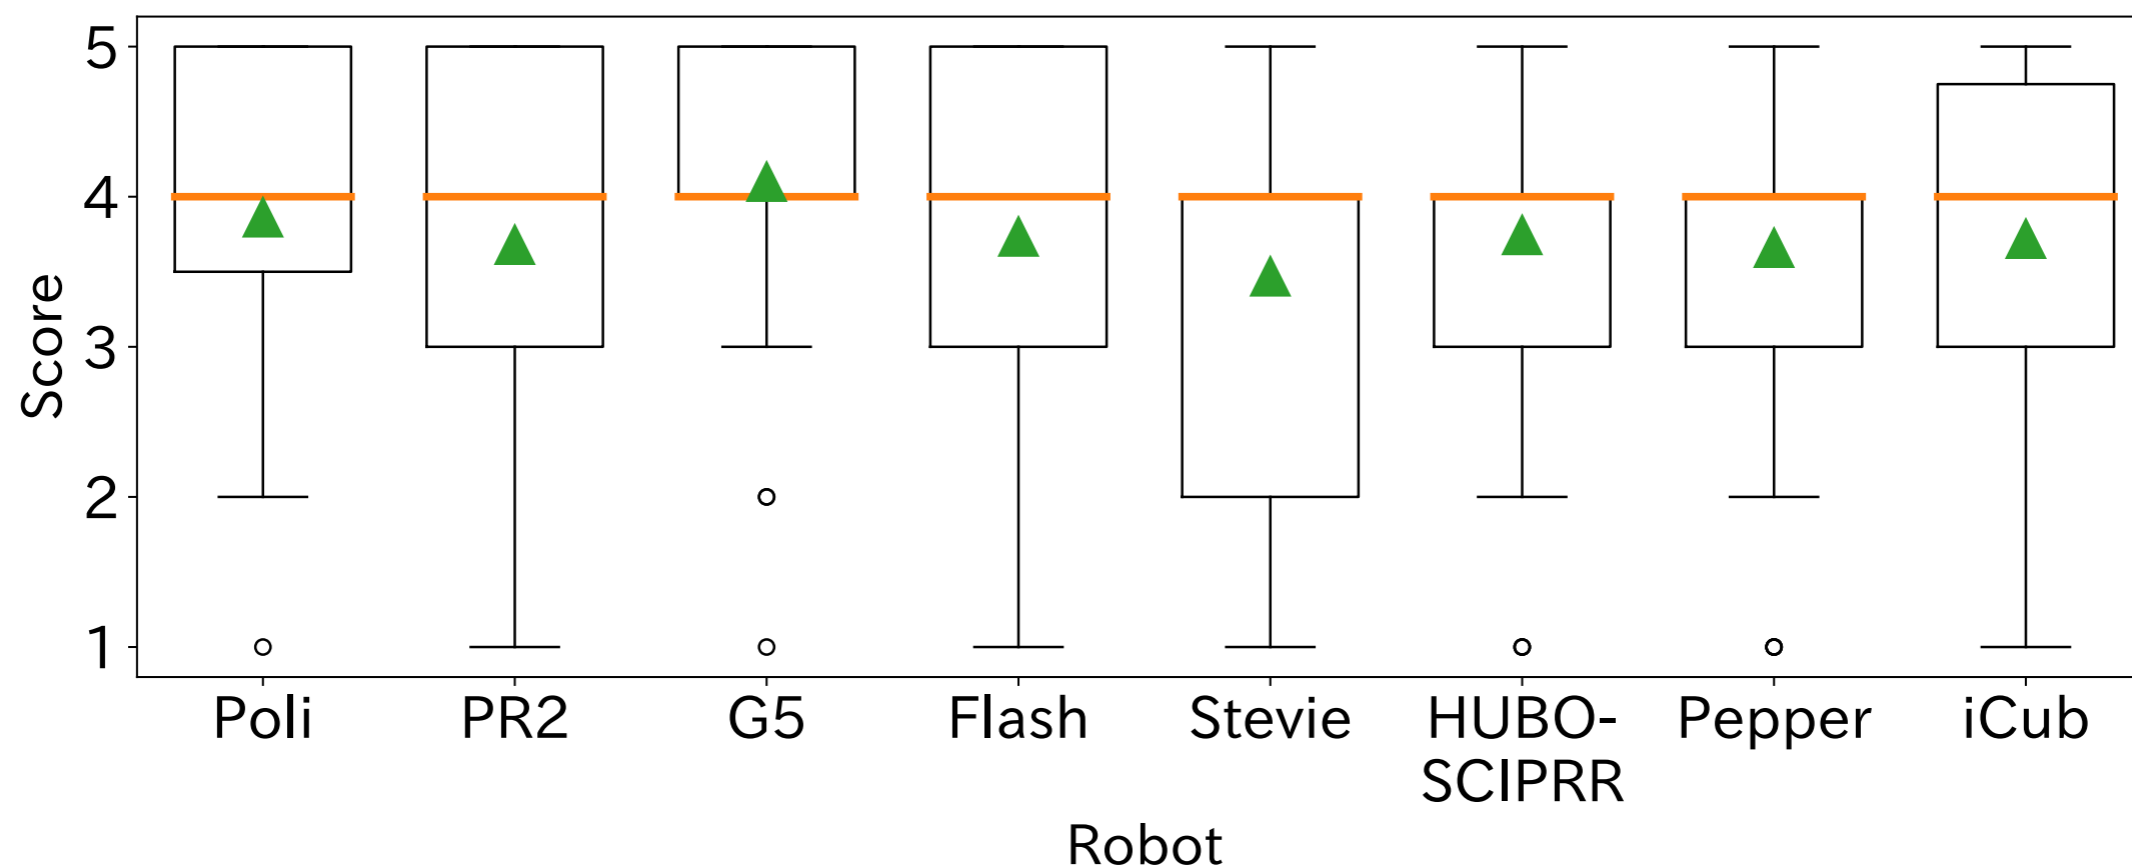 5
4
3
2
1
Score
Poli
PR2
G5
Flash
Stevie
HUBO-
SCIPRR
Pepper
iCub
Robot